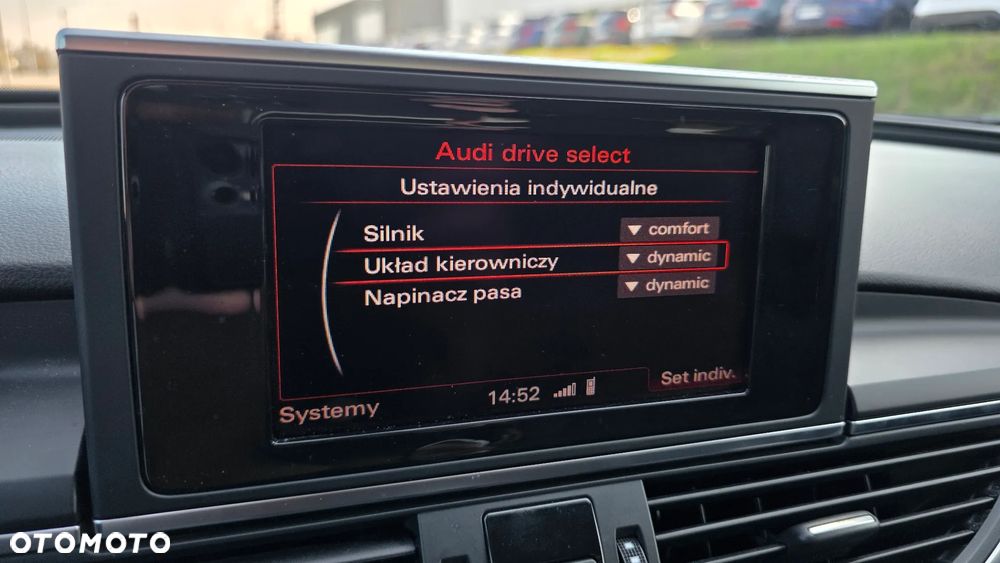 Audi drive select
Ustawienia indywidualne
Silnik ▼ comfort
Układ kierowniczy ▼ dynamic
Napinacz pasa ▼ dynamic
Set indiv.
Systemy 14:52
OTOMOTO